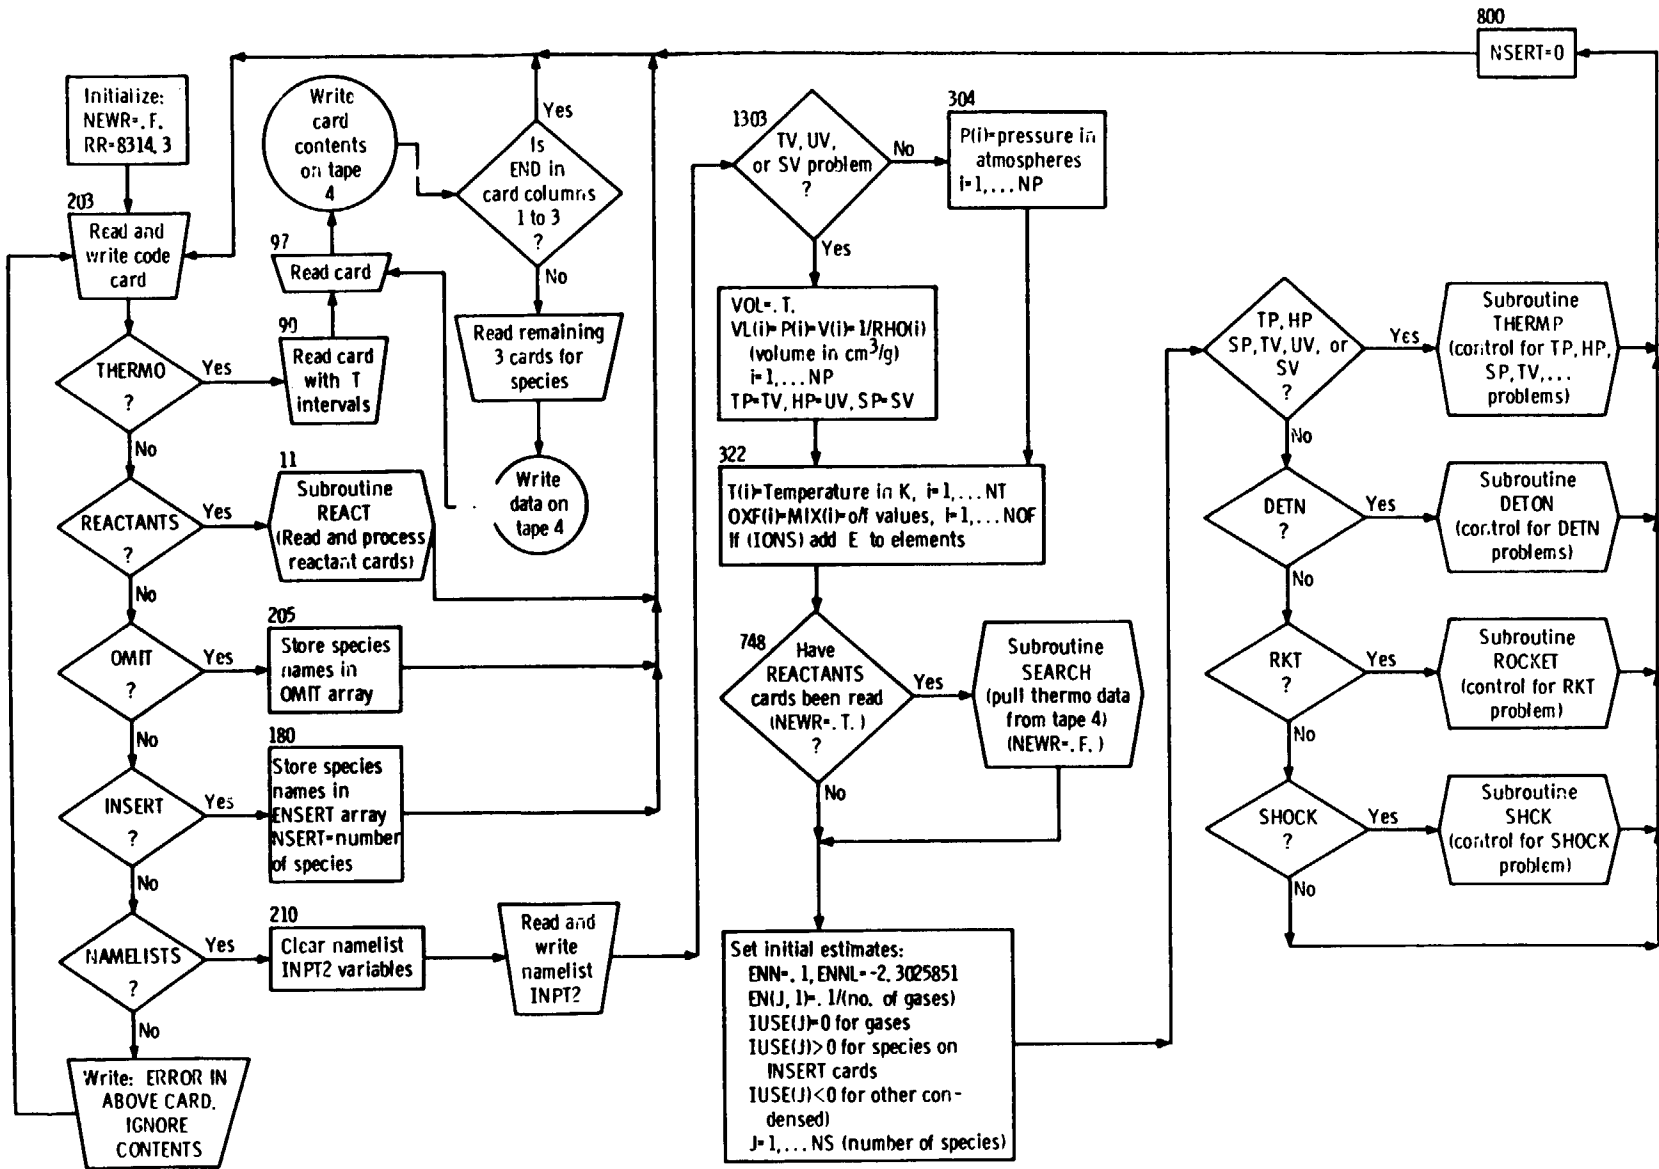 800
NSERT=0
Initialize:
NEWR=.F.
RR=8314.3
203
Read and
write code
card
THERMO
?
Yes
No
90
Read card
with T
intervals
97
Read card
Write
card
contents
on tape
4
Is
END in
card columns
1 to 3
?
Yes
No
Read remaining
3 cards for
species
Write
data on
tape 4
REACTANTS
?
Yes
No
11
Subroutine
REACT
(Read and process
reactant cards)
OMIT
?
Yes
No
205
Store species
names in
OMIT array
INSERT
?
Yes
No
180
Store species
names in
ENSERT array
NSERT=number
of species
NAMELISTS
?
Yes
No
210
Clear namelist
INPT2 variables
Read and
write
namelist
INPT2
Write: ERROR IN
ABOVE CARD.
IGNORE
CONTENTS
1303
TV, UV,
or SV problem
?
No
Yes
304
P(i)=pressure in
atmospheres
i=1,...NP
VOL=.T.
VL(i)=P(i)=V(i)=1/RHO(i)
(volume in cm³/g)
i=1,...NP
TP=TV, HP=UV, SP=SV
322
T(i)=Temperature in K, i=1,...NT
OXF(i)=MIX(i)=o/f values, i=1,...NOF
If (IONS) add E to elements
748
Have
REACTANTS
cards been read
(NEWR=.T.)
?
Yes
No
Subroutine
SEARCH
(pull thermo data
from tape 4)
(NEWR=.F.)
Set initial estimates:
ENN=.1, ENNL=-2.3025851
EN(J,1)=.1/(no. of gases)
IUSE(J)=0 for gases
IUSE(J)>0 for species on
INSERT cards
IUSE(J)<0 for other con-
densed)
J=1,...NS (number of species)
TP, HP
SP, TV, UV, or
SV
?
Yes
No
Subroutine
THERMP
(control for TP, HP,
SP, TV,...
problems)
DETN
?
Yes
No
Subroutine
DETON
(control for DETN
problems)
RKT
?
Yes
No
Subroutine
ROCKET
(control for RKT
problem)
SHOCK
?
Yes
No
Subroutine
SHCK
(control for SHOCK
problem)